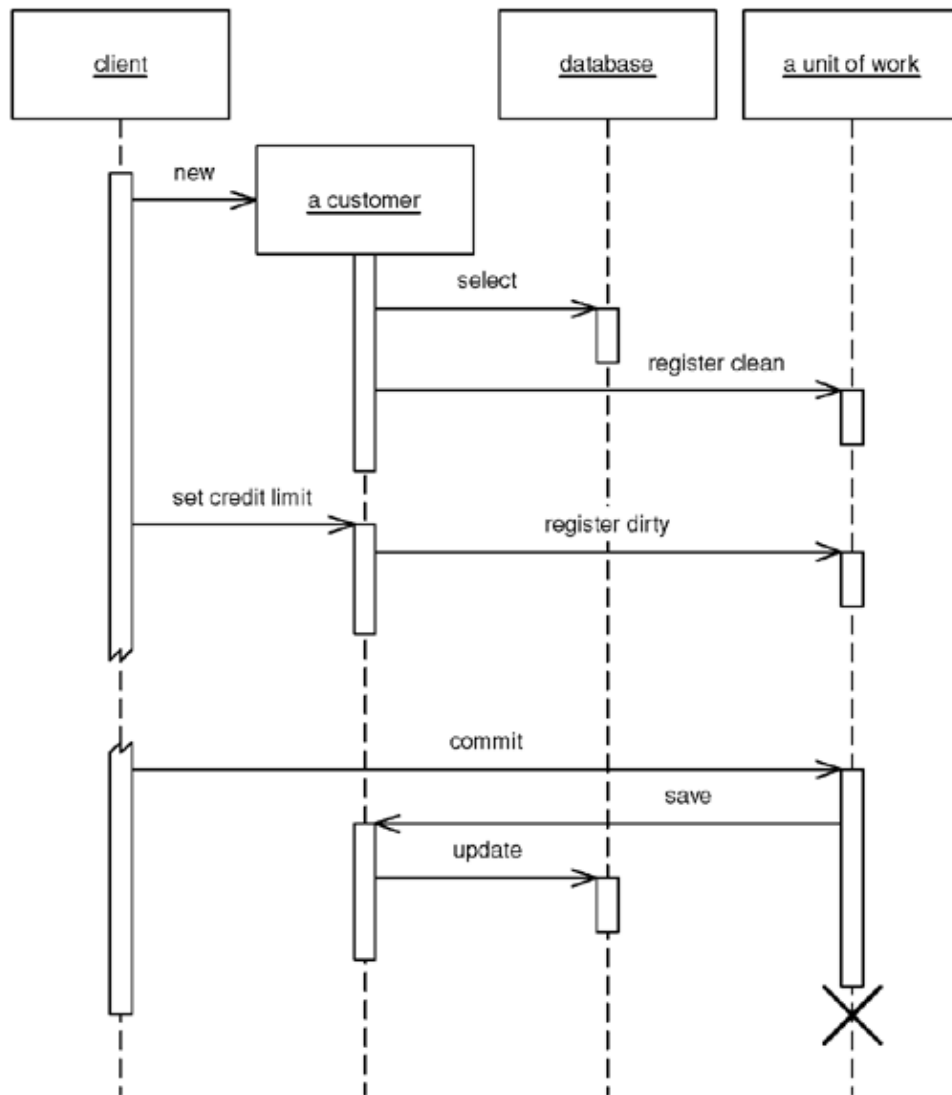 client
database
a unit of work
new
a customer
select
register clean
set credit limit
register dirty
commit
save
update